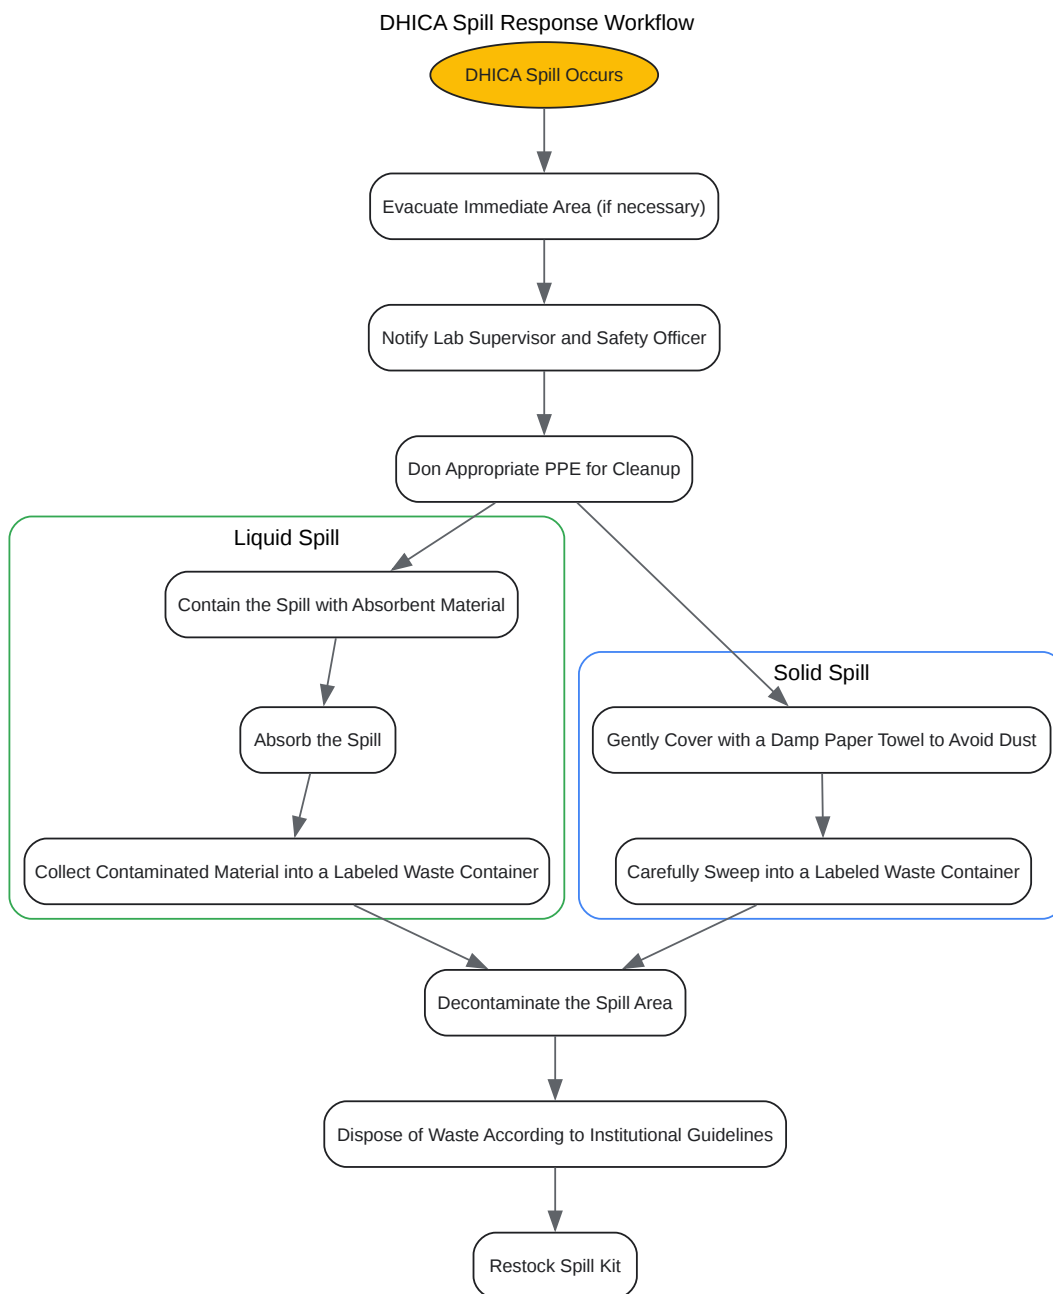 DHICA Spill Response Workflow
DHICA Spill Occurs
Evacuate Immediate Area (if necessary)
Notify Lab Supervisor and Safety Officer
Don Appropriate PPE for Cleanup
Liquid Spill
Contain the Spill with Absorbent Material
Absorb the Spill
Collect Contaminated Material into a Labeled Waste Container
Solid Spill
Gently Cover with a Damp Paper Towel to Avoid Dust
Carefully Sweep into a Labeled Waste Container
Decontaminate the Spill Area
Dispose of Waste According to Institutional Guidelines
Restock Spill Kit